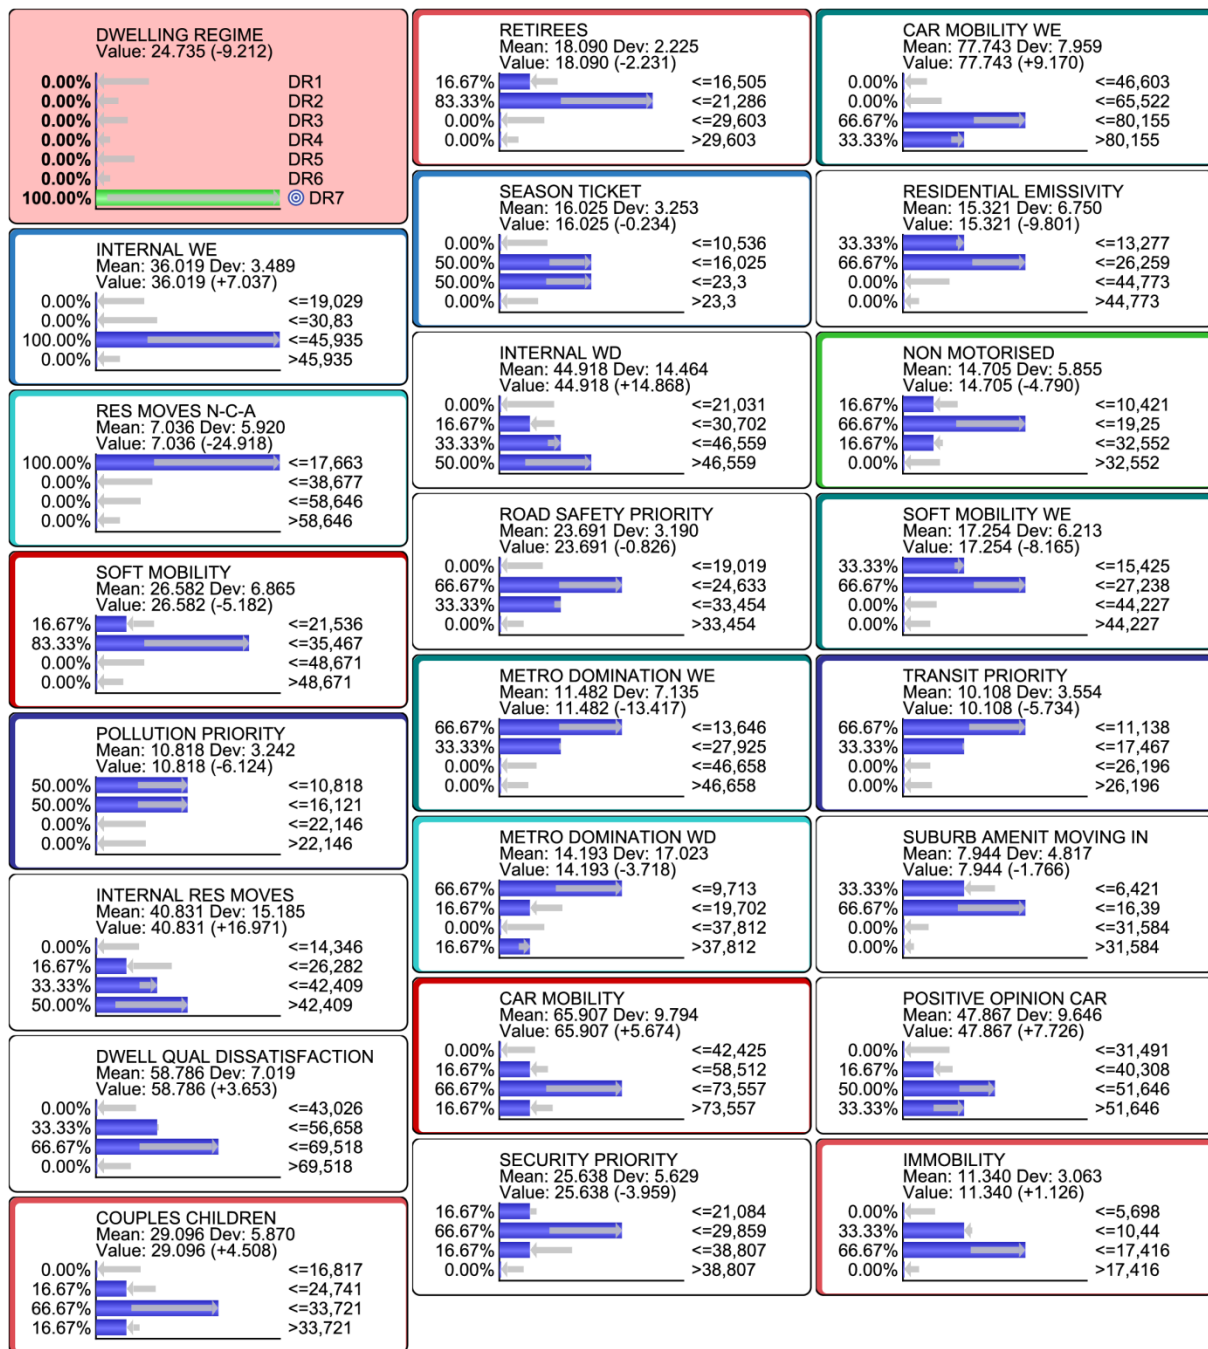 DWELLING REGIME
Value: 24.735 (-9.212)
0.00% DR1
0.00% DR2
0.00% DR3
0.00% DR4
0.00% DR5
0.00% DR6
100.00% DR7
INTERNAL WE
Mean: 36.019 Dev: 3.489
Value: 36.019 (+7.037)
0.00% <=19,029
0.00% <=30,83
100.00% <=45,935
0.00% >45,935
RES MOVES N-C-A
Mean: 7.036 Dev: 5.920
Value: 7.036 (-24.918)
100.00% <=17,663
0.00% <=38,677
0.00% <=58,646
0.00% >58,646
SOFT MOBILITY
Mean: 26.582 Dev: 6.865
Value: 26.582 (-5.182)
16.67% <=21,536
83.33% <=35,467
0.00% <=48,671
0.00% >48,671
POLLUTION PRIORITY
Mean: 10.818 Dev: 3.242
Value: 10.818 (-6.124)
50.00% <=10,818
50.00% <=16,121
0.00% <=22,146
0.00% >22,146
INTERNAL RES MOVES
Mean: 40.831 Dev: 15.185
Value: 40.831 (+16.971)
0.00% <=14,346
16.67% <=26,282
33.33% <=42,409
50.00% >42,409
DWELL QUAL DISSATISFACTION
Mean: 58.786 Dev: 7.019
Value: 58.786 (+3.653)
0.00% <=43,026
33.33% <=56,658
66.67% <=69,518
0.00% >69,518
COUPLES CHILDREN
Mean: 29.096 Dev: 5.870
Value: 29.096 (+4.508)
0.00% <=16,817
16.67% <=24,741
66.67% <=33,721
16.67% >33,721
RETIREES
Mean: 18.090 Dev: 2.225
Value: 18.090 (-2.231)
16.67% <=16,505
83.33% <=21,286
0.00% <=29,603
0.00% >29,603
SEASON TICKET
Mean: 16.025 Dev: 3.253
Value: 16.025 (-0.234)
0.00% <=10,536
50.00% <=16,025
50.00% <=23,3
0.00% >23,3
INTERNAL WD
Mean: 44.918 Dev: 14.464
Value: 44.918 (+14.868)
0.00% <=21,031
16.67% <=30,702
33.33% <=46,559
50.00% >46,559
ROAD SAFETY PRIORITY
Mean: 23.691 Dev: 3.190
Value: 23.691 (-0.826)
0.00% <=19,019
66.67% <=24,633
33.33% <=33,454
0.00% >33,454
METRO DOMINATION WE
Mean: 11.482 Dev: 7.135
Value: 11.482 (-13.417)
66.67% <=13,646
33.33% <=27,925
0.00% <=46,658
0.00% >46,658
METRO DOMINATION WD
Mean: 14.193 Dev: 17.023
Value: 14.193 (-3.718)
66.67% <=9,713
16.67% <=19,702
0.00% <=37,812
16.67% >37,812
CAR MOBILITY
Mean: 65.907 Dev: 9.794
Value: 65.907 (+5.674)
0.00% <=42,425
16.67% <=58,512
66.67% <=73,557
16.67% >73,557
SECURITY PRIORITY
Mean: 25.638 Dev: 5.629
Value: 25.638 (-3.959)
16.67% <=21,084
66.67% <=29,859
16.67% <=38,807
0.00% >38,807
CAR MOBILITY WE
Mean: 77.743 Dev: 7.959
Value: 77.743 (+9.170)
0.00% <=46,603
0.00% <=65,522
66.67% <=80,155
33.33% >80,155
RESIDENTIAL EMISSIVITY
Mean: 15.321 Dev: 6.750
Value: 15.321 (-9.801)
33.33% <=13,277
66.67% <=26,259
0.00% <=44,773
0.00% >44,773
NON MOTORISED
Mean: 14.705 Dev: 5.855
Value: 14.705 (-4.790)
16.67% <=10,421
66.67% <=19,25
16.67% <=32,552
0.00% >32,552
SOFT MOBILITY WE
Mean: 17.254 Dev: 6.213
Value: 17.254 (-8.165)
33.33% <=15,425
66.67% <=27,238
0.00% <=44,227
0.00% >44,227
TRANSIT PRIORITY
Mean: 10.108 Dev: 3.554
Value: 10.108 (-5.734)
66.67% <=11,138
33.33% <=17,467
0.00% <=26,196
0.00% >26,196
SUBURB AMENIT MOVING IN
Mean: 7.944 Dev: 4.817
Value: 7.944 (-1.766)
33.33% <=6,421
66.67% <=16,39
0.00% <=31,584
0.00% >31,584
POSITIVE OPINION CAR
Mean: 47.867 Dev: 9.646
Value: 47.867 (+7.726)
0.00% <=31,491
16.67% <=40,308
50.00% <=51,646
33.33% >51,646
IMMOBILITY
Mean: 11.340 Dev: 3.063
Value: 11.340 (+1.126)
0.00% <=5,698
33.33% <=10,44
66.67% <=17,416
0.00% >17,416